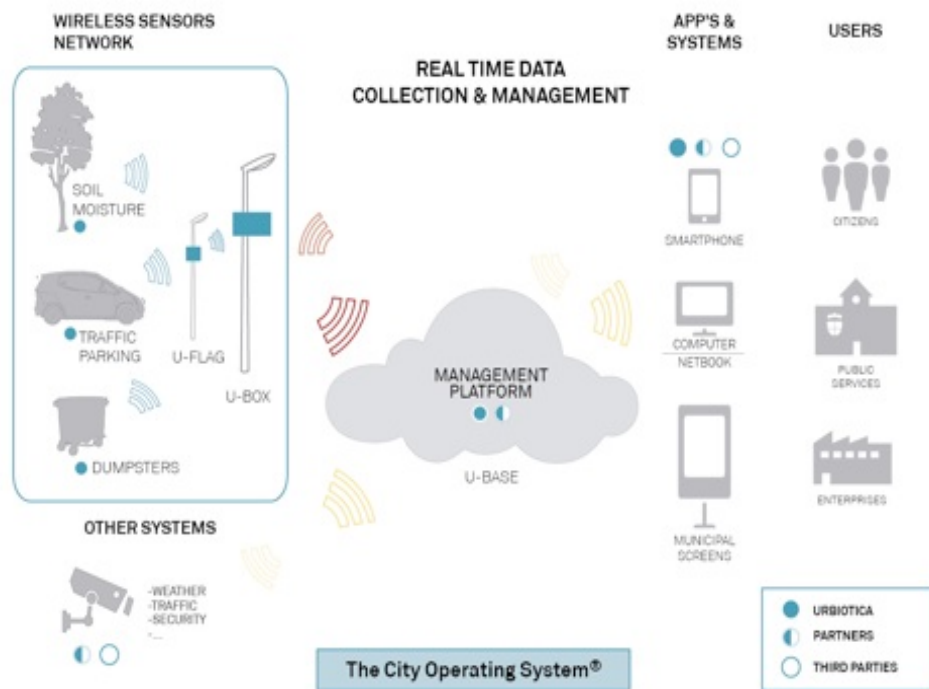 WIRELESS SENSORS
NETWORK
SOIL
MOISTURE
TRAFFIC
PARKING
U-FLAG
U-BOX
DUMPSTERS
OTHER SYSTEMS
-WEATHER
-TRAFFIC
-SECURITY
-...
REAL TIME DATA
COLLECTION & MANAGEMENT
MANAGEMENT
PLATFORM
U-BASE
The City Operating System®
APP'S &
SYSTEMS
SMARTPHONE
COMPUTER
NETBOOK
MUNICIPAL
SCREENS
USERS
CITIZENS
PUBLIC
SERVICES
ENTERPRISES
URBIOTICA
PARTNERS
THIRD PARTIES